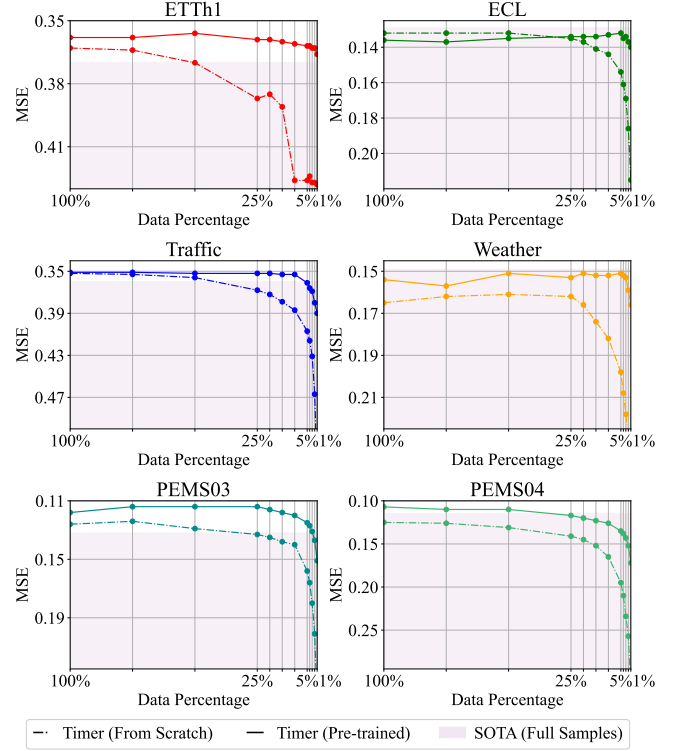 ETTh1
ECL
0.35
0.38
0.41
MSE
100%
25%
5%1%
Data Percentage
0.14
0.16
0.18
0.20
MSE
100%
25%
5%1%
Data Percentage
Traffic
Weather
0.35
0.39
0.43
0.47
MSE
100%
25%
5%1%
Data Percentage
0.15
0.17
0.19
0.21
MSE
100%
25%
5%1%
Data Percentage
PEMS03
PEMS04
0.11
0.15
0.19
MSE
100%
25%
5%1%
Data Percentage
0.10
0.15
0.20
0.25
MSE
100%
25%
5%1%
Data Percentage
Timer (From Scratch)
Timer (Pre-trained)
SOTA (Full Samples)